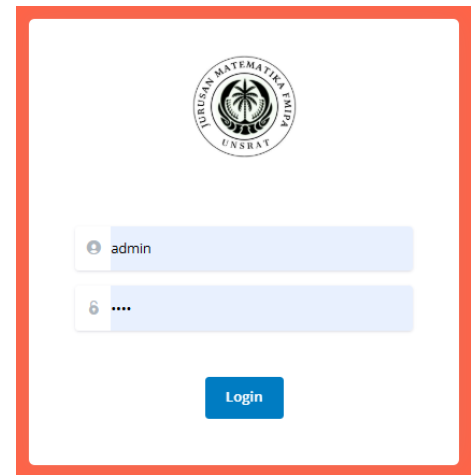 JURUSAN MATEMATIKA FMIPA
UNSRAT
admin
••••
Login